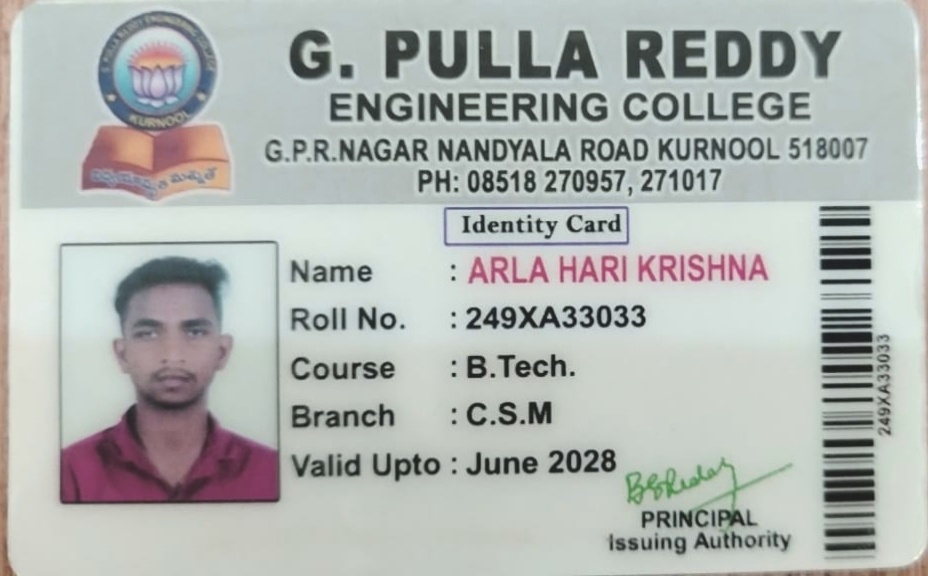 G. PULLA REDDY
ENGINEERING COLLEGE
G.P.R.NAGAR NANDYALA ROAD KURNOOL 518007
PH: 08518 270957, 271017
G. PULLA REDDY ENGINEERING COLLEGE
KURNOOL
Identity Card
Name : ARLA HARI KRISHNA
Roll No. : 249XA33033
Course : B.Tech.
Branch : C.S.M
Valid Upto : June 2028
249XA33033
PRINCIPAL
Issuing Authority